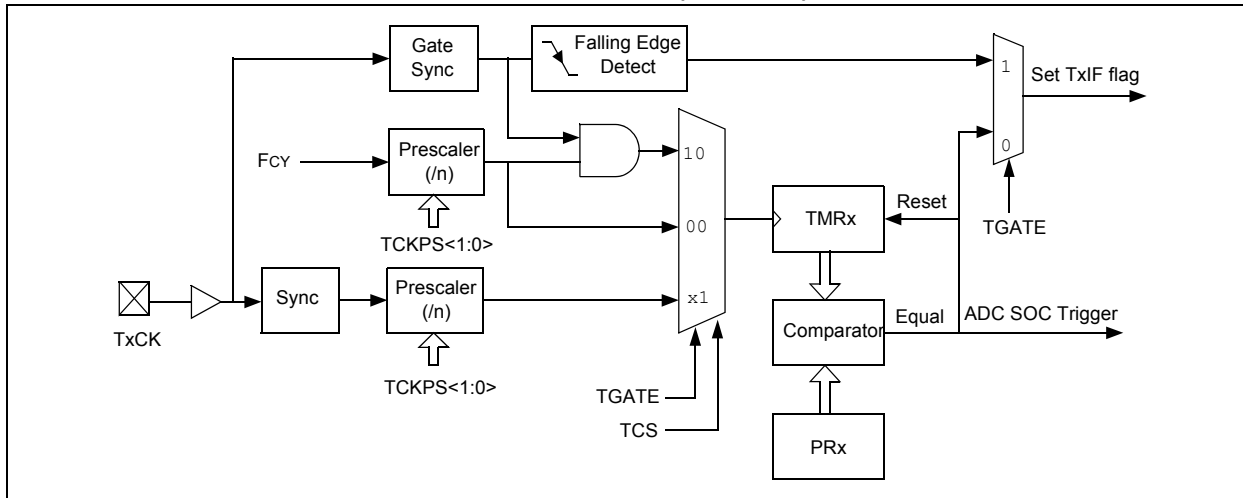 Gate
Sync
Falling Edge
Detect
1
Set TxIF flag
0
FCY
Prescaler
(/n)
10
TCKPS<1:0>
00
TMRx
Reset
TGATE
TxCK
Sync
Prescaler
(/n)
x1
Comparator
Equal
ADC SOC Trigger
TCKPS<1:0>
TGATE
TCS
PRx